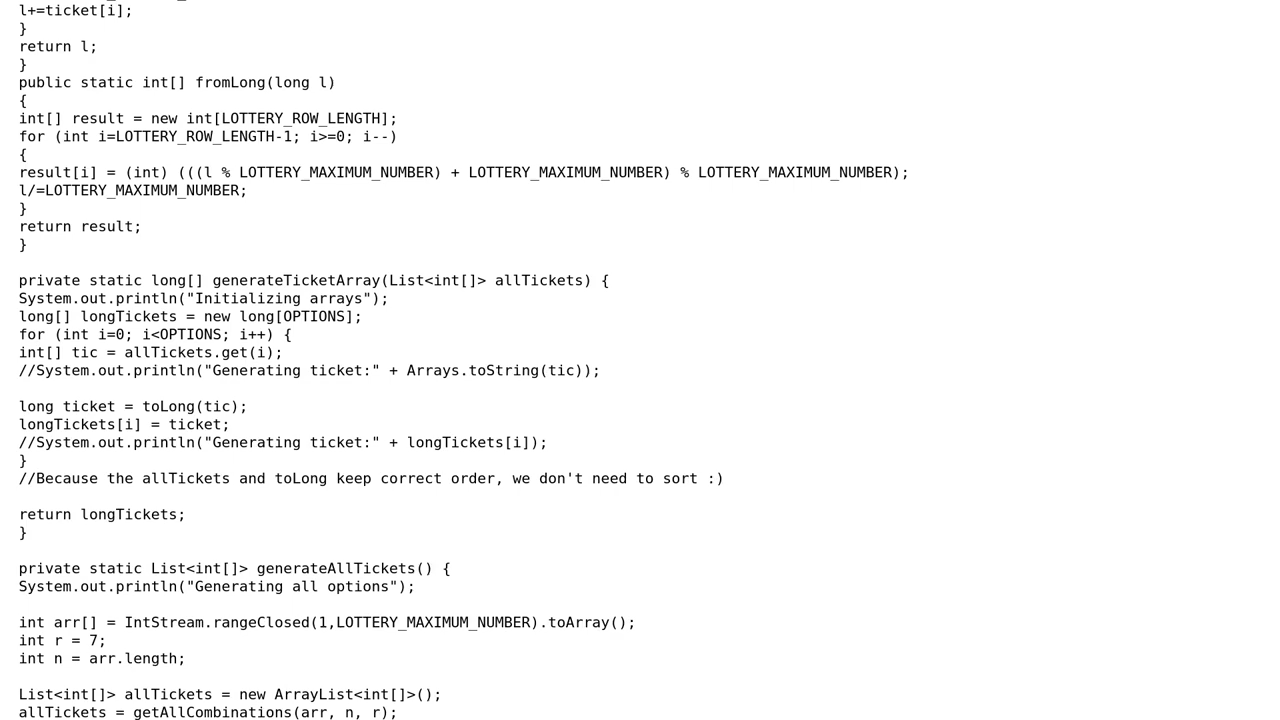 l+=ticket[i];
}
return l;
}
public static int[] fromLong(long l)
{
int[] result = new int[LOTTERY_ROW_LENGTH];
for (int i=LOTTERY_ROW_LENGTH-1; i>=0; i--)
{
result[i] = (int) (((l % LOTTERY_MAXIMUM_NUMBER) + LOTTERY_MAXIMUM_NUMBER) % LOTTERY_MAXIMUM_NUMBER);
l/=LOTTERY_MAXIMUM_NUMBER;
}
return result;
}

private static long[] generateTicketArray(List<int[]> allTickets) {
System.out.println("Initializing arrays");
long[] longTickets = new long[OPTIONS];
for (int i=0; i<OPTIONS; i++) {
int[] tic = allTickets.get(i);
//System.out.println("Generating ticket:" + Arrays.toString(tic));

long ticket = toLong(tic);
longTickets[i] = ticket;
//System.out.println("Generating ticket:" + longTickets[i]);
}
//Because the allTickets and toLong keep correct order, we don't need to sort :)

return longTickets;
}

private static List<int[]> generateAllTickets() {
System.out.println("Generating all options");

int arr[] = IntStream.rangeClosed(1,LOTTERY_MAXIMUM_NUMBER).toArray();
int r = 7;
int n = arr.length;

List<int[]> allTickets = new ArrayList<int[]>();
allTickets = getAllCombinations(arr, n, r);